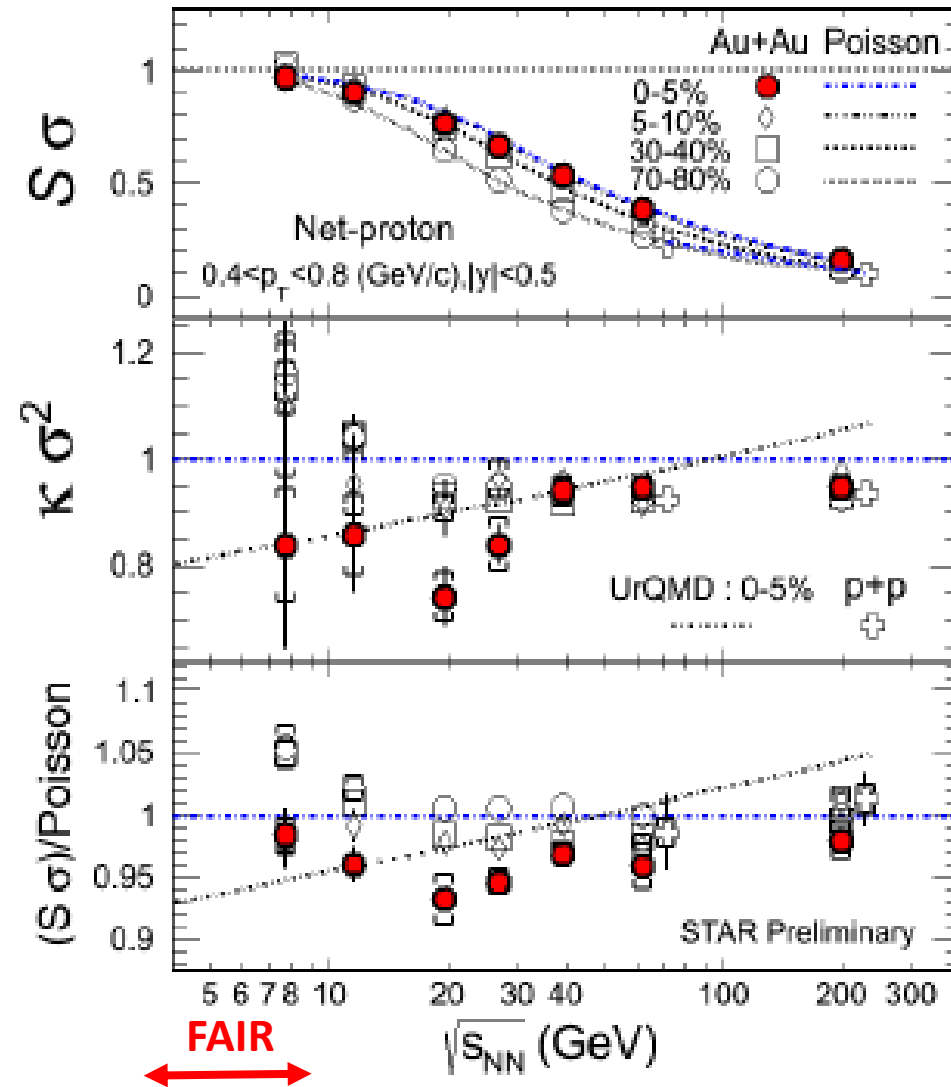 Au+Au Poisson
0-5%
5-10%
30-40%
70-80%
S σ
1
0.5
0
Net-proton
0.4<p_T<0.8 (GeV/c),|y|<0.5
κ σ²
1.2
1
0.8
UrQMD : 0-5% p+p
(S σ)/Poisson
1.1
1.05
1
0.95
0.9
STAR Preliminary
5 6 7 8 10 20 30 40 100 200 300
√s_NN (GeV)
FAIR